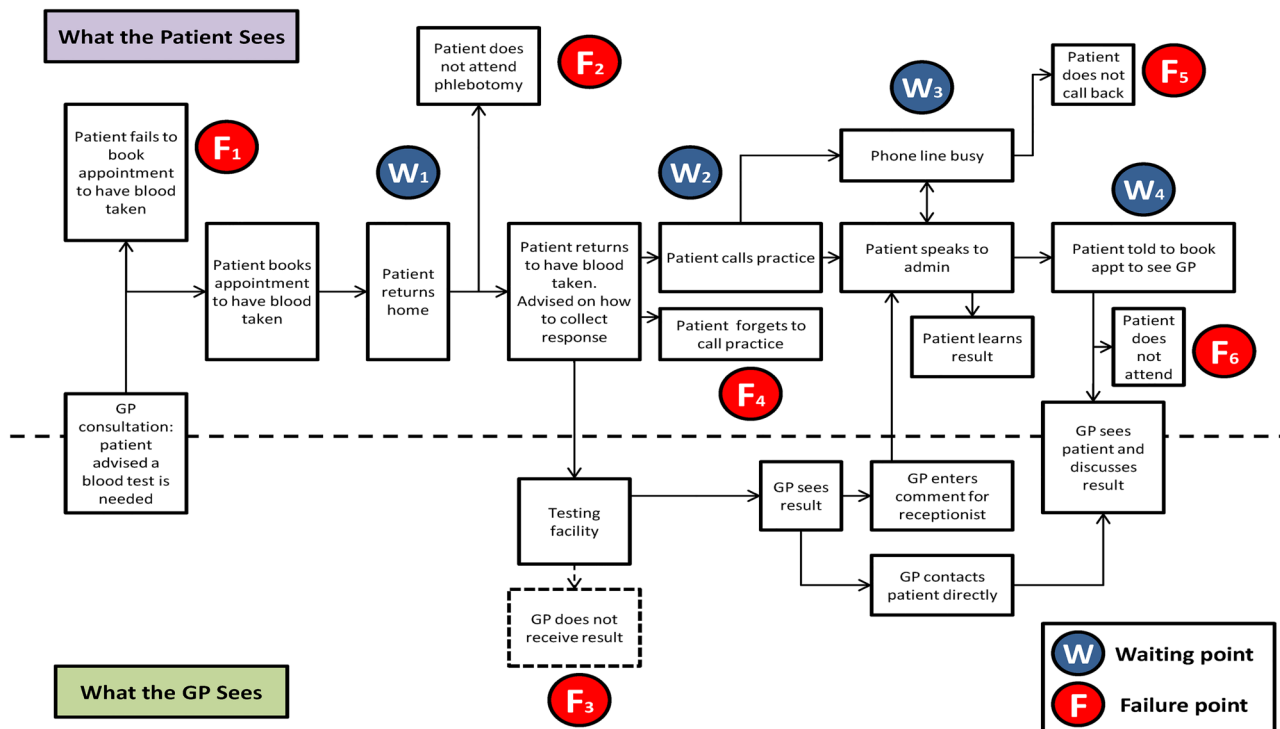 What the Patient Sees
Patient fails to
book
appointment
to have blood
taken
F1
Patient does
not attend
phlebotomy
F2
W3
Patient
does not
call back
F5
W1
W2
Phone line busy
W4
Patient books
appointment
to have blood
taken
Patient
returns
home
Patient returns
to have blood
taken.
Advised on how
to collect
response
Patient calls practice
Patient speaks to
admin
Patient told to book
appt to see GP
Patient forgets to
call practice
F4
Patient learns
result
Patient
does not
attend
F6
GP
consultation:
patient
advised a
blood test is
needed
Testing
facility
GP sees
result
GP enters
comment for
receptionist
GP sees
patient and
discusses
result
GP contacts
patient directly
GP does not
receive result
F3
What the GP Sees
W Waiting point
F Failure point